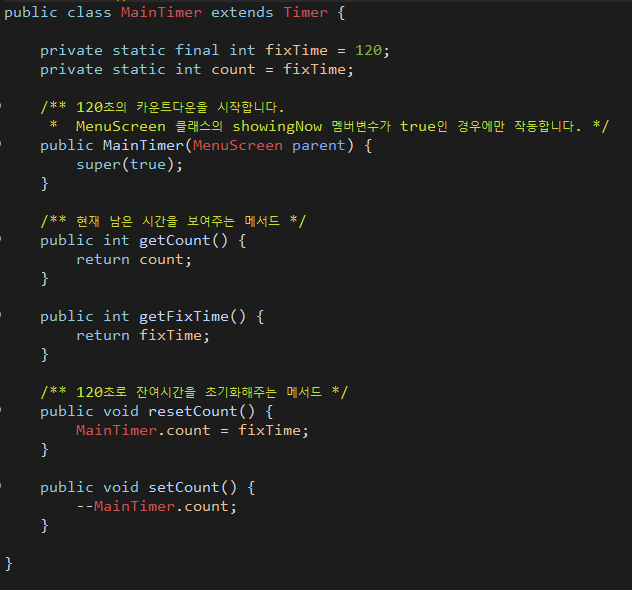 public class MainTimer extends Timer {
private static final int fixTime = 120;
private static int count = fixTime;
/** 120초의 카운트다운을 시작합니다.
* MenuScreen 클래스의 showingNow 멤버변수가 true인 경우에만 작동합니다. */
public MainTimer(MenuScreen parent) {
super(true);
}
/** 현재 남은 시간을 보여주는 메서드 */
public int getCount() {
return count;
}
public int getFixTime() {
return fixTime;
}
/** 120초로 잔여시간을 초기화해주는 메서드 */
public void resetCount() {
MainTimer.count = fixTime;
}
public void setCount() {
--MainTimer.count;
}
}